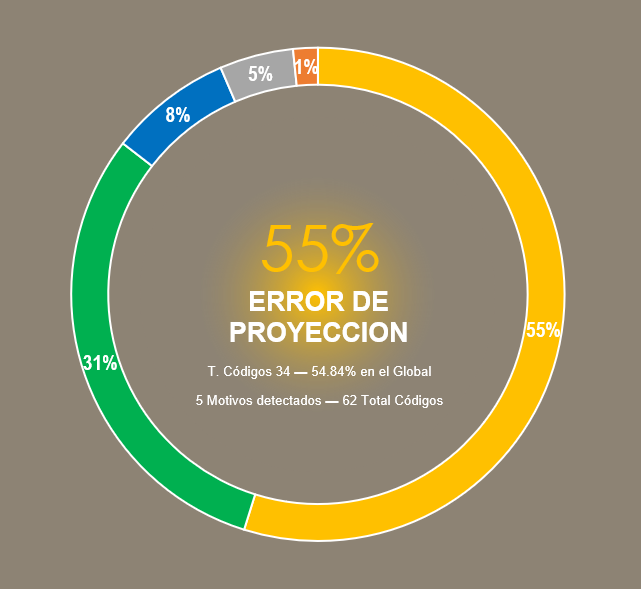 1%
5%
8%
55%
ERROR DE
PROYECCION
55%
31%
T. Códigos 34 — 54.84% en el Global
5 Motivos detectados — 62 Total Códigos